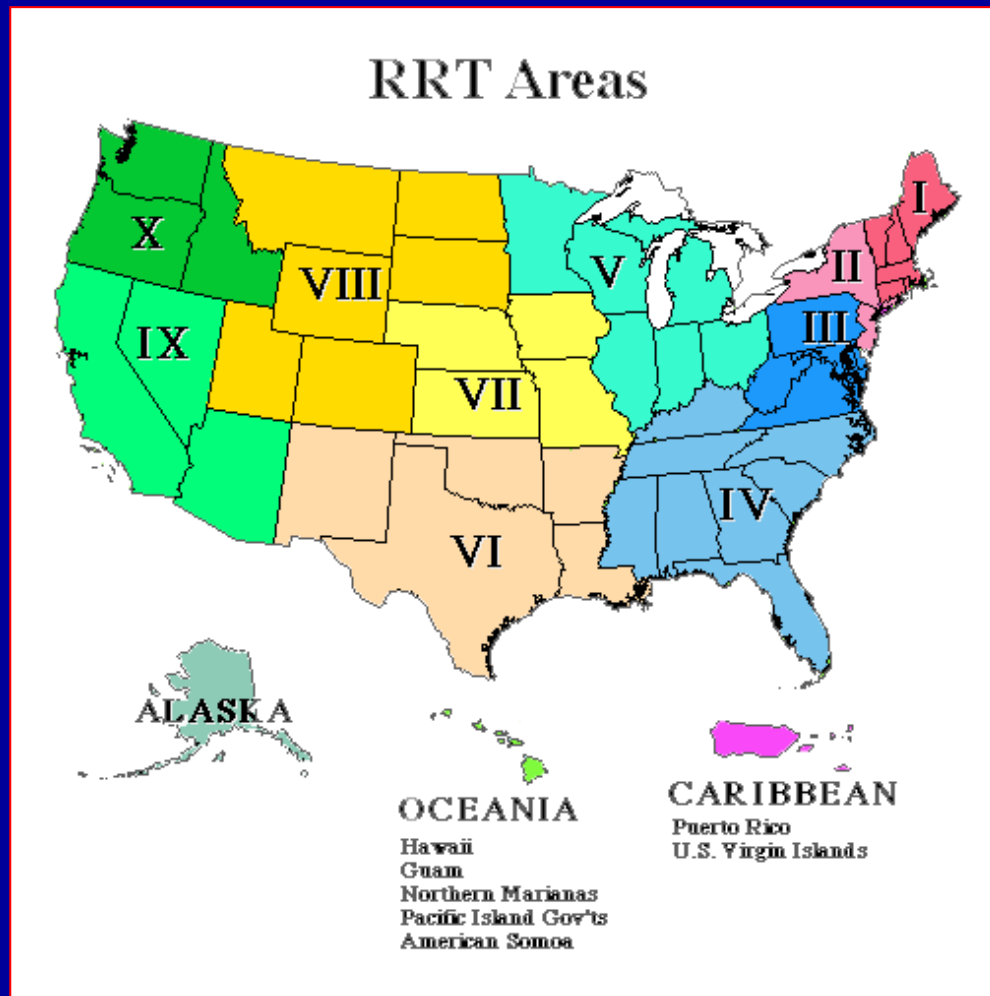 RRT Areas
I
X
II
V
VIII
III
IX
VII
IV
VI
ALASKA
OCEANIA
Hawaii
Guam
Northern Marianas
Pacific Island Gov'ts
American Somoa
CARIBBEAN
Puerto Rico
U.S. Virgin Islands